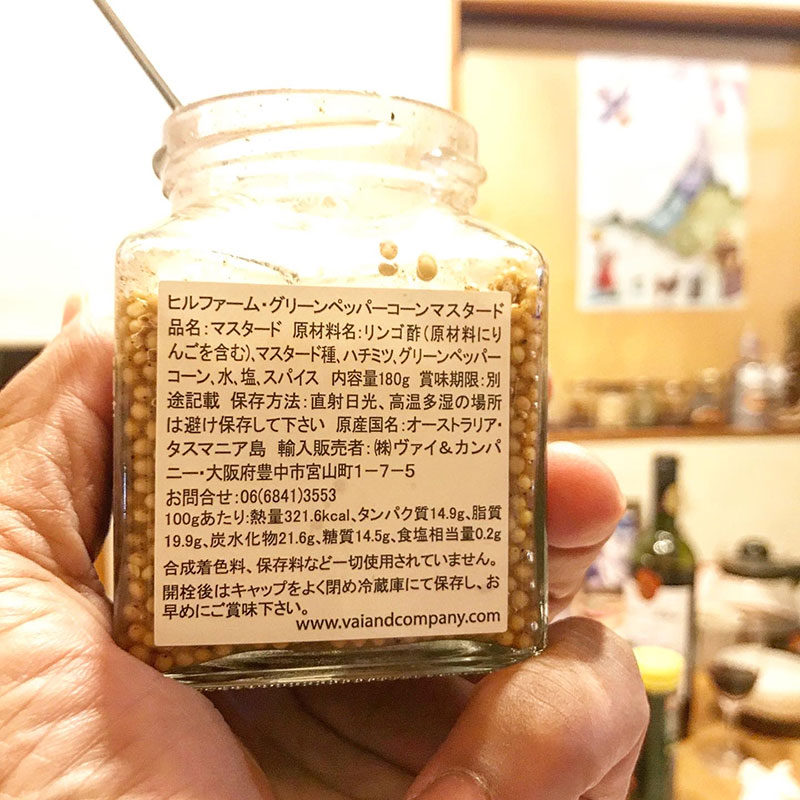 ヒルファーム・グリーンペッパーコーンマスタード
品名:マスタード 原材料名:リンゴ酢(原材料にり
んごを含む)、マスタード種、ハチミツ、グリーンペッパー
コーン、水、塩、スパイス 内容量180g 賞味期限:別
途記載 保存方法:直射日光、高温多湿の場所
は避け保存して下さい 原産国名:オーストラリア・
タスマニア島 輸入販売者:㈱ヴァイ&カンパ
ニー・大阪府豊中市宮山町1-7-5
お問合せ:06(6841)3553
100gあたり:熱量321.6kcal、タンパク質14.9g、脂質
19.9g、炭水化物21.6g、糖質14.5g、食塩相当量0.2g
合成着色料、保存料など一切使用されていません。
開栓後はキャップをよく閉め冷蔵庫にて保存し、お
早めにご賞味下さい。
www.vaiandcompany.com